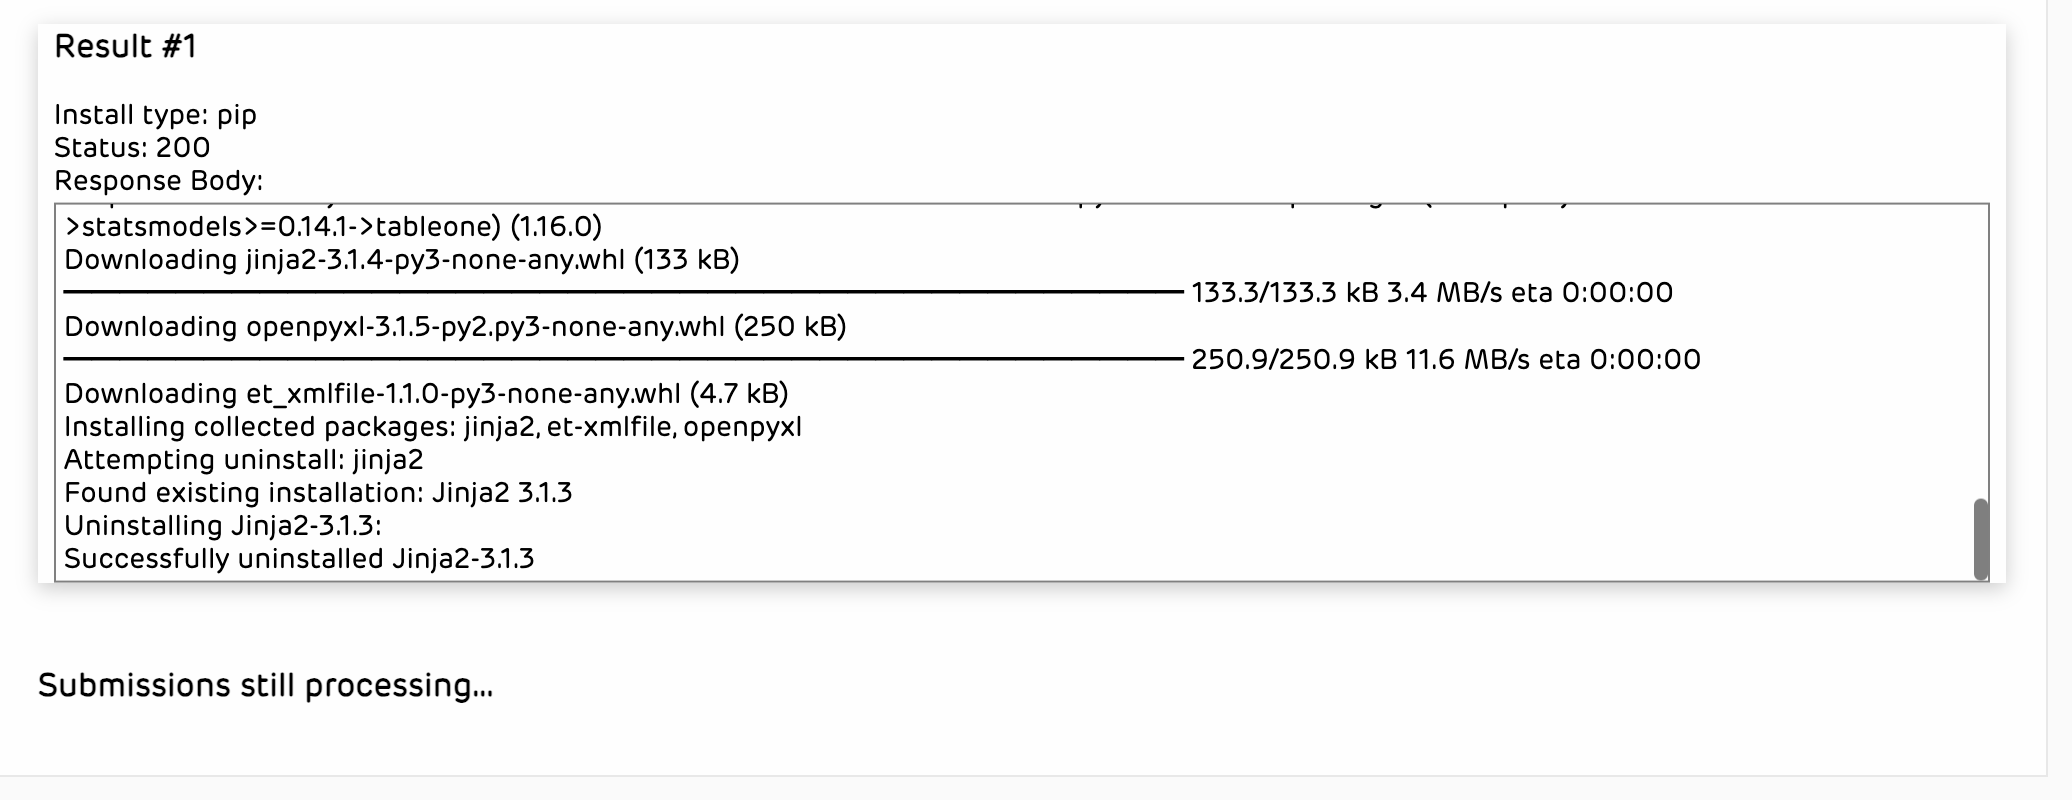 Result #1
Install type: pip
Status: 200
Response Body:
>statsmodels>=0.14.1->tableone) (1.16.0)
Downloading jinja2-3.1.4-py3-none-any.whl (133 kB)
133.3/133.3 kB 3.4 MB/s eta 0:00:00
Downloading openpyxl-3.1.5-py2.py3-none-any.whl (250 kB)
250.9/250.9 kB 11.6 MB/s eta 0:00:00
Downloading et_xmlfile-1.1.0-py3-none-any.whl (4.7 kB)
Installing collected packages: jinja2, et-xmlfile, openpyxl
Attempting uninstall: jinja2
Found existing installation: Jinja2 3.1.3
Uninstalling Jinja2-3.1.3:
Successfully uninstalled Jinja2-3.1.3
Submissions still processing...